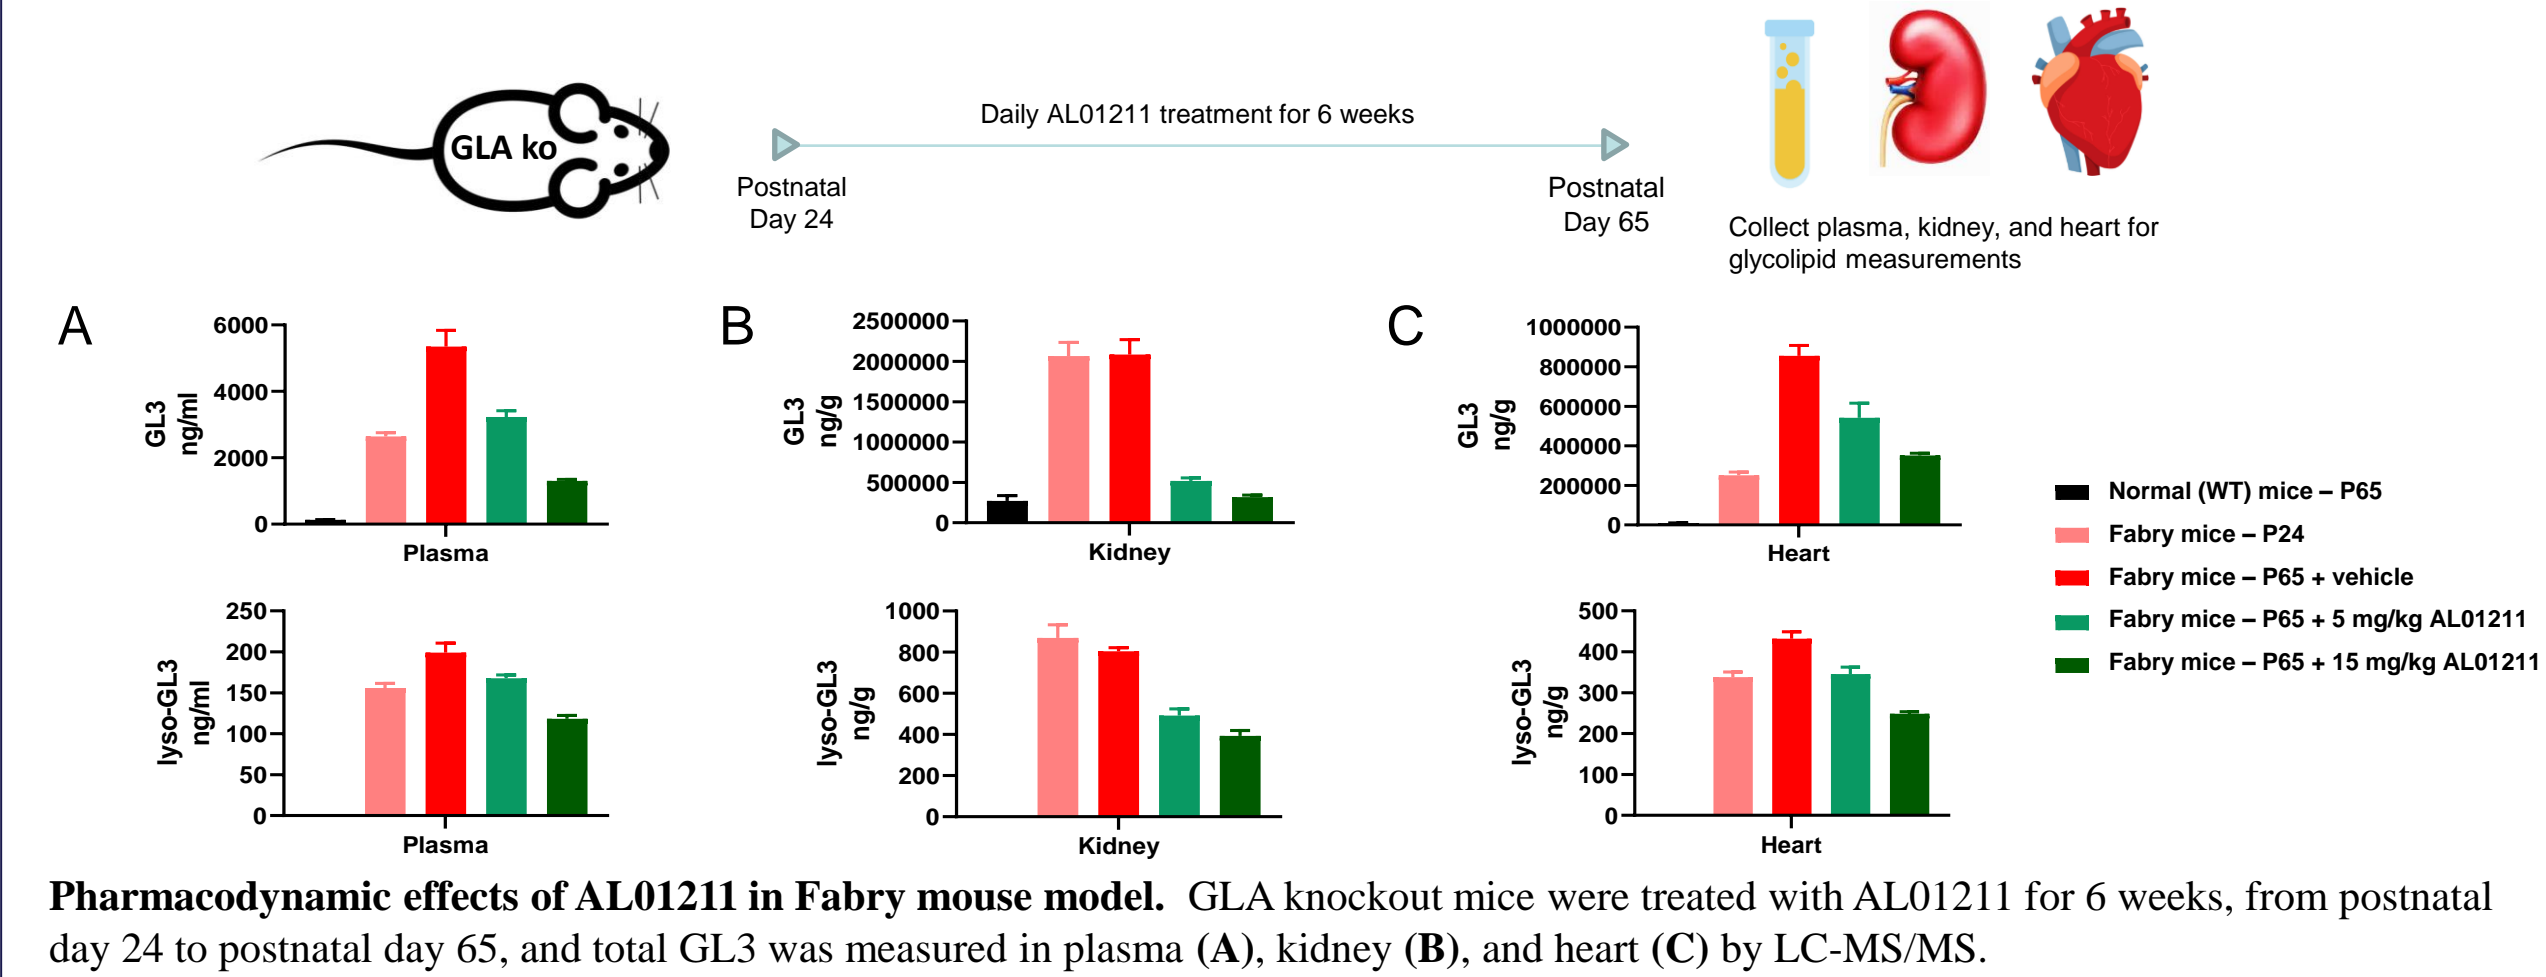 GLA ko
Daily AL01211 treatment for 6 weeks
Postnatal
Day 24
Postnatal
Day 65
Collect plasma, kidney, and heart for
glycolipid measurements
A
GL3
ng/ml
6000
4000
2000
0
Plasma
B
GL3
ng/g
2500000
2000000
1500000
1000000
500000
0
Kidney
C
GL3
ng/g
1000000
800000
600000
400000
200000
0
Heart
lyso-GL3
ng/ml
250
200
150
100
50
0
Plasma
lyso-GL3
ng/g
1000
800
600
400
200
0
Kidney
lyso-GL3
ng/g
500
400
300
200
100
0
Heart
Normal (WT) mice – P65
Fabry mice – P24
Fabry mice – P65 + vehicle
Fabry mice – P65 + 5 mg/kg AL01211
Fabry mice – P65 + 15 mg/kg AL01211
Pharmacodynamic effects of AL01211 in Fabry mouse model. GLA knockout mice were treated with AL01211 for 6 weeks, from postnatal
day 24 to postnatal day 65, and total GL3 was measured in plasma (A), kidney (B), and heart (C) by LC-MS/MS.